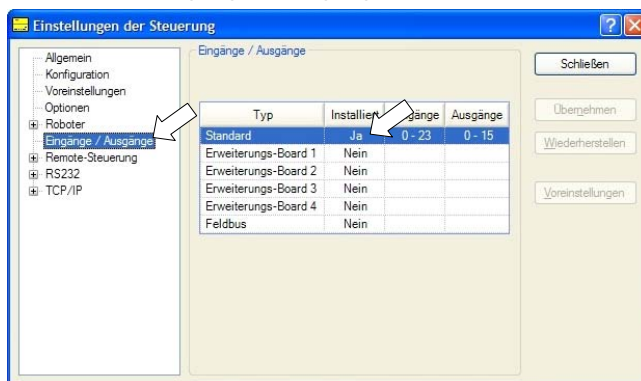 Einstellungen der Steuerung
Allgemein
Konfiguration
Voreinstellungen
Optionen
Roboter
Eingänge / Ausgänge
Remote-Steuerung
RS232
TCP/IP
Eingänge / Ausgänge
Typ Installiert Ausgänge
Standard Ja 0 - 23 0 - 15
Erweiterungs-Board 1 Nein
Erweiterungs-Board 2 Nein
Erweiterungs-Board 3 Nein
Erweiterungs-Board 4 Nein
Feldbus Nein
Schließen
Übernehmen
Wiederherstellen
Voreinstellungen